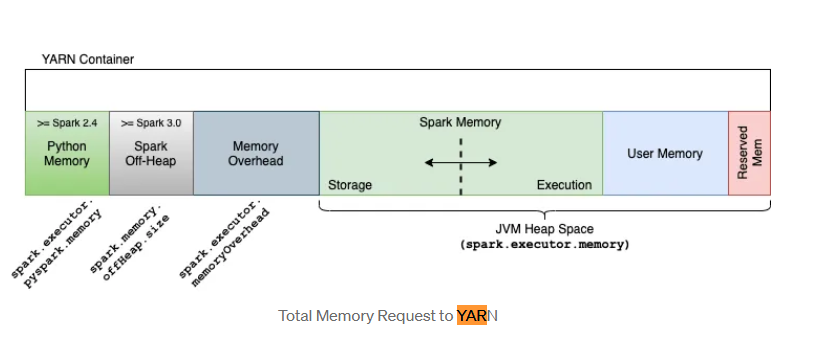 YARN Container
>= Spark 2.4
Python
Memory
>= Spark 3.0
Spark
Off-Heap
Memory
Overhead
Spark Memory
Storage
Execution
User Memory
Reserved
Mem
spark.executor.
pyspark.memory
spark.memory.
offHeap.size
spark.executor.
memoryOverhead
JVM Heap Space
(spark.executor.memory)
Total Memory Request to YARN